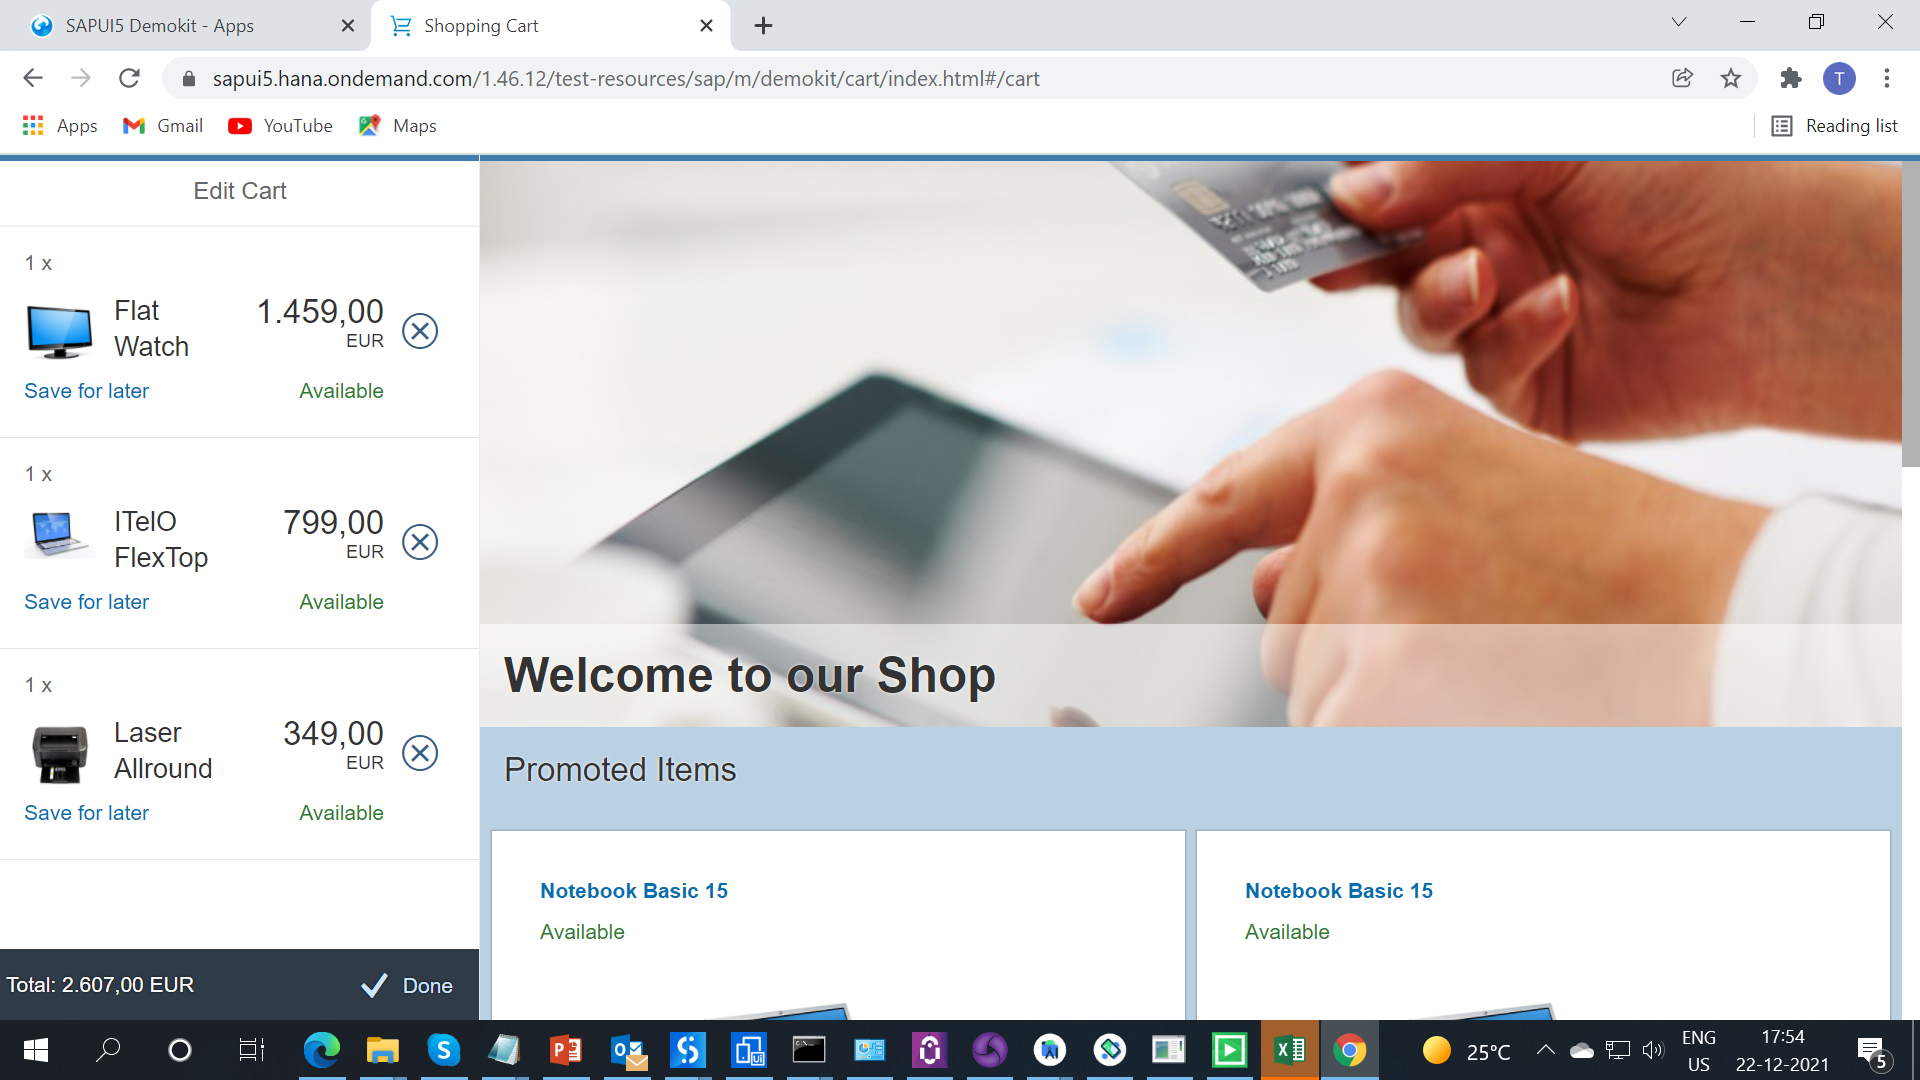 SAPUI5 Demokit - Apps
Shopping Cart
sapui5.hana.ondemand.com/1.46.12/test-resources/sap/m/demokit/cart/index.html#/cart
T
Apps
Gmail
YouTube
Maps
Reading list
Edit Cart
1 x
Flat
Watch
1.459,00
EUR
Save for later
Available
1 x
ITelO
FlexTop
799,00
EUR
Save for later
Available
1 x
Laser
Allround
349,00
EUR
Save for later
Available
Total: 2.607,00 EUR
Done
Welcome to our Shop
Promoted Items
Notebook Basic 15
Available
Notebook Basic 15
Available
25°C
ENG
US
17:54
22-12-2021
5